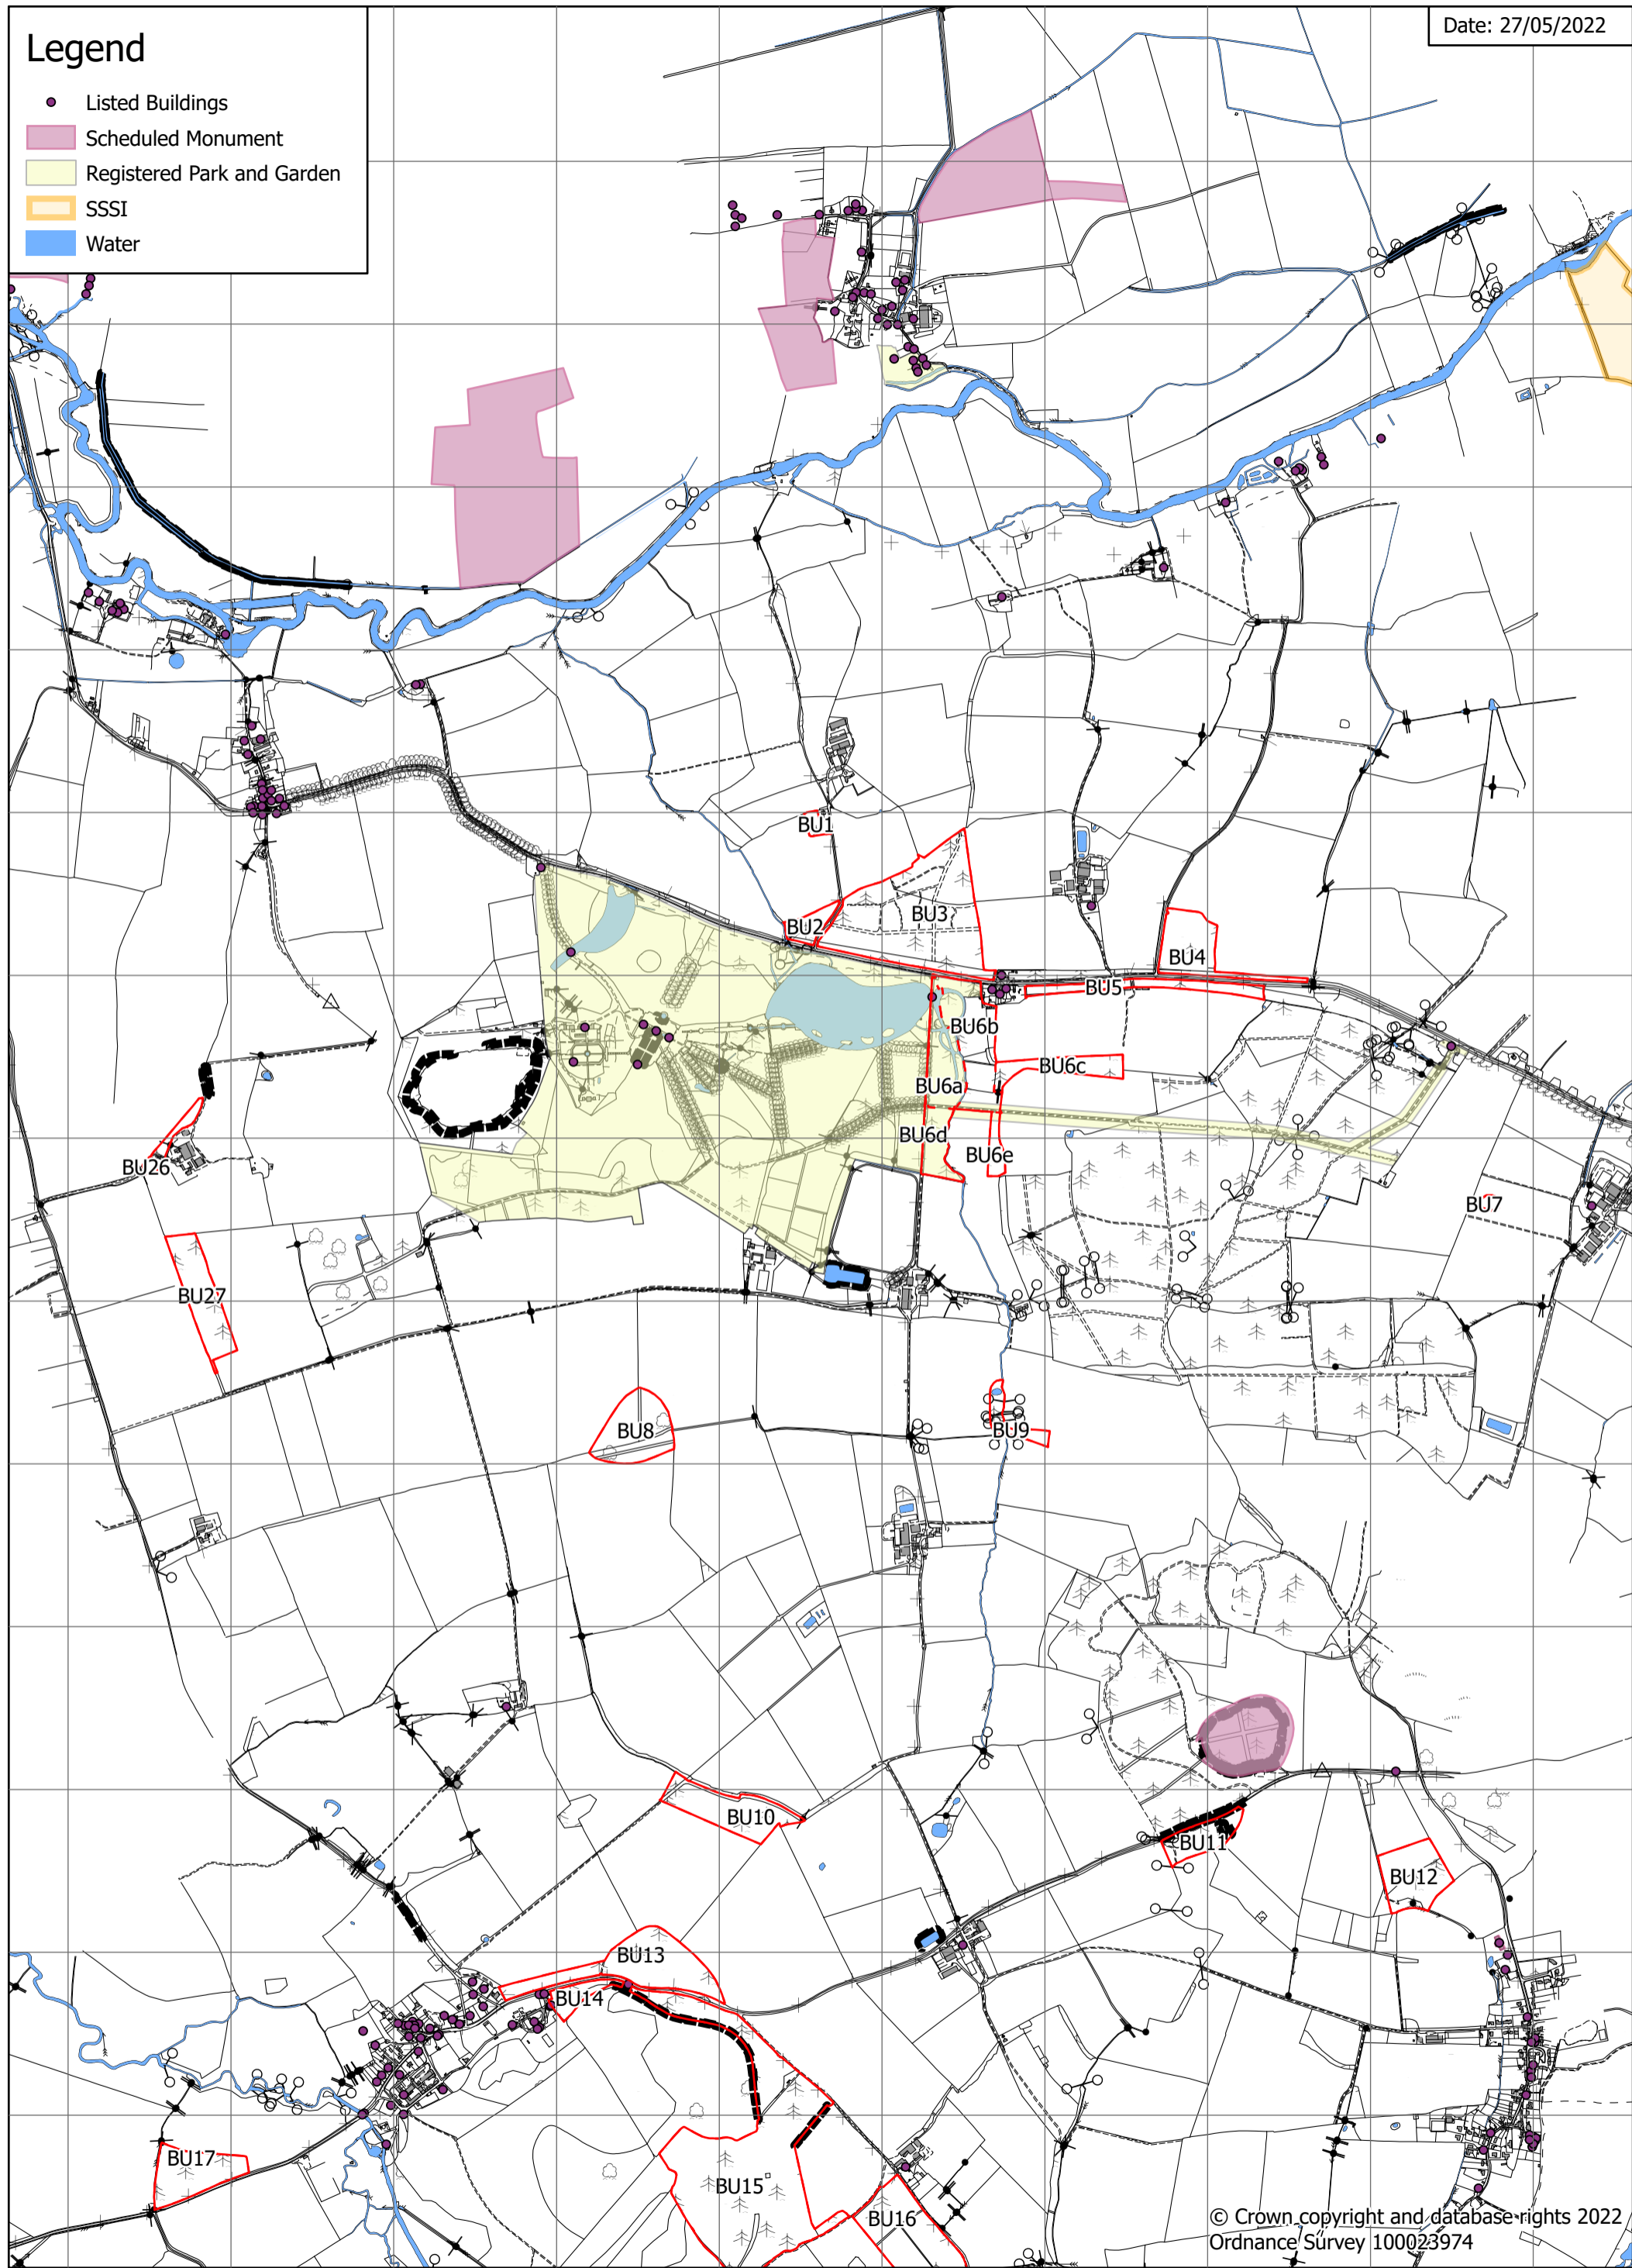 Legend
Listed Buildings
Scheduled Monument
Registered Park and Garden
SSSI
Water
Date: 27/05/2022
BU1
BU2
BU3
BU4
BU5
BU6b
BU6c
BU6a
BU6d
BU6e
BU26
BU7
BU27
BU8
BU9
BU10
BU11
BU12
BU13
BU14
BU17
BU15
BU16
© Crown copyright and database rights 2022
Ordnance Survey 100023974